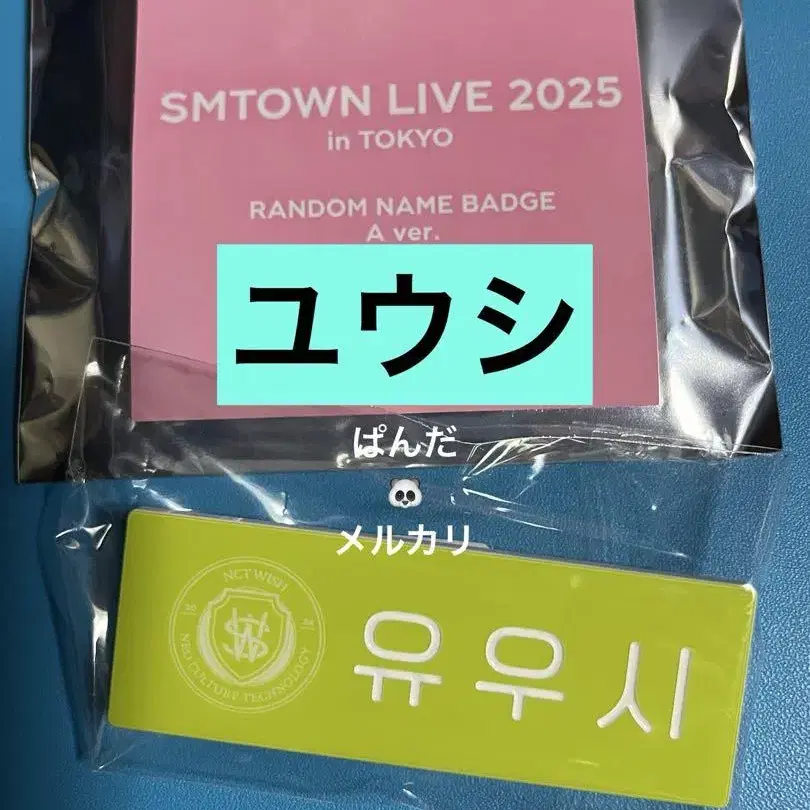 SMTOWN LIVE 2025
in TOKYO
RANDOM NAME BADGE
A ver.
ユウシ
ぱんだ
🐼
メルカリ
NCT WISH
NEO CULTURE TECHNOLOGY
유우시